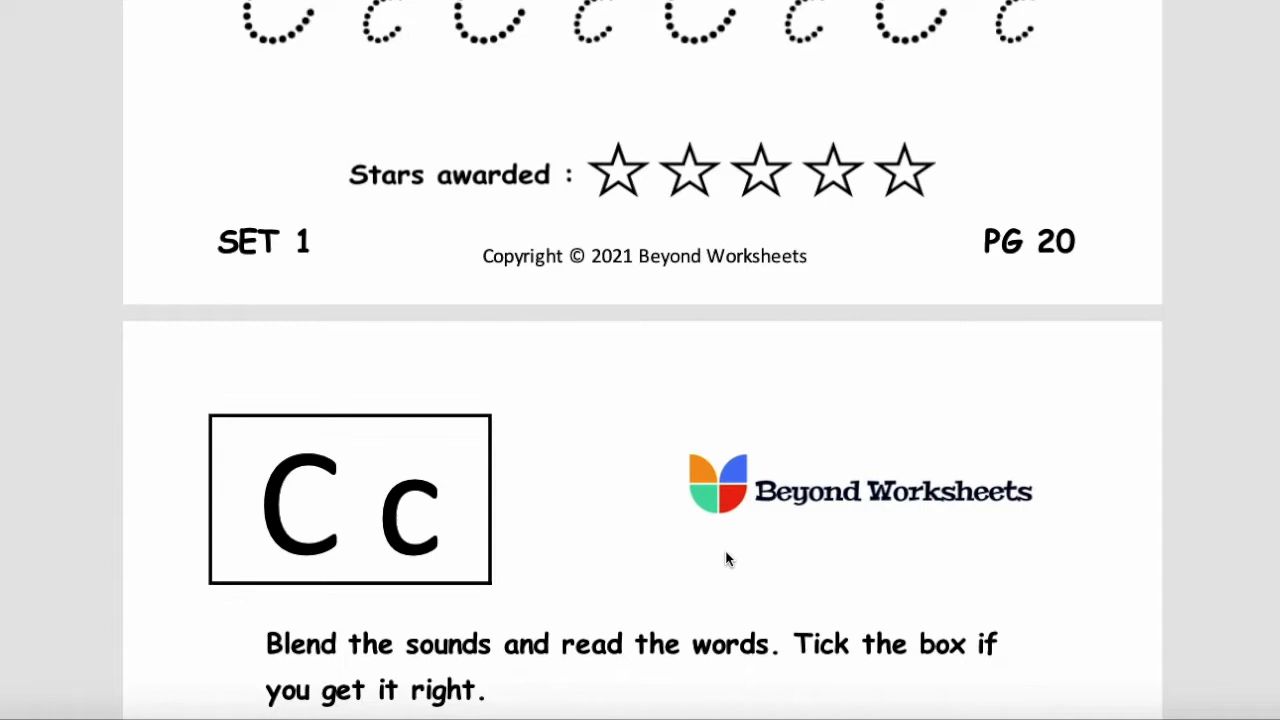 C c C c C c C c
Stars awarded :
SET 1
Copyright © 2021 Beyond Worksheets
PG 20
C c
Beyond Worksheets
Blend the sounds and read the words. Tick the box if
you get it right.